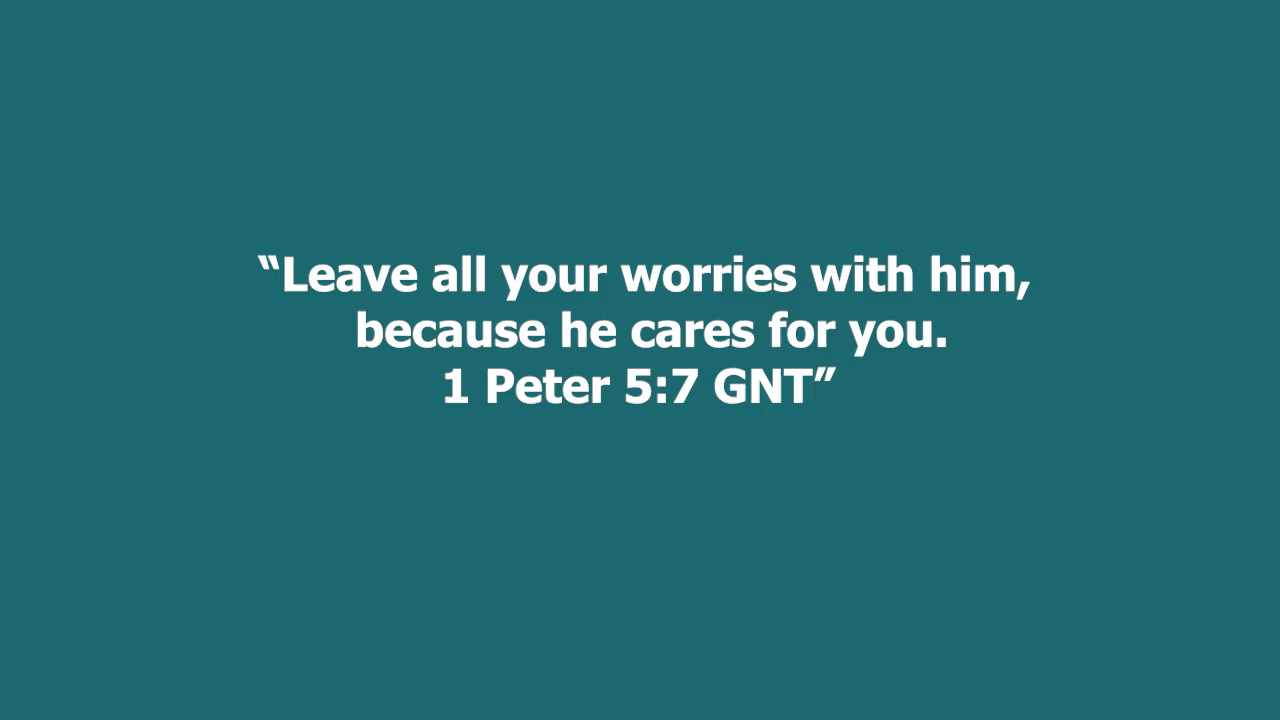 “Leave all your worries with him,
because he cares for you.
1 Peter 5:7 GNT”